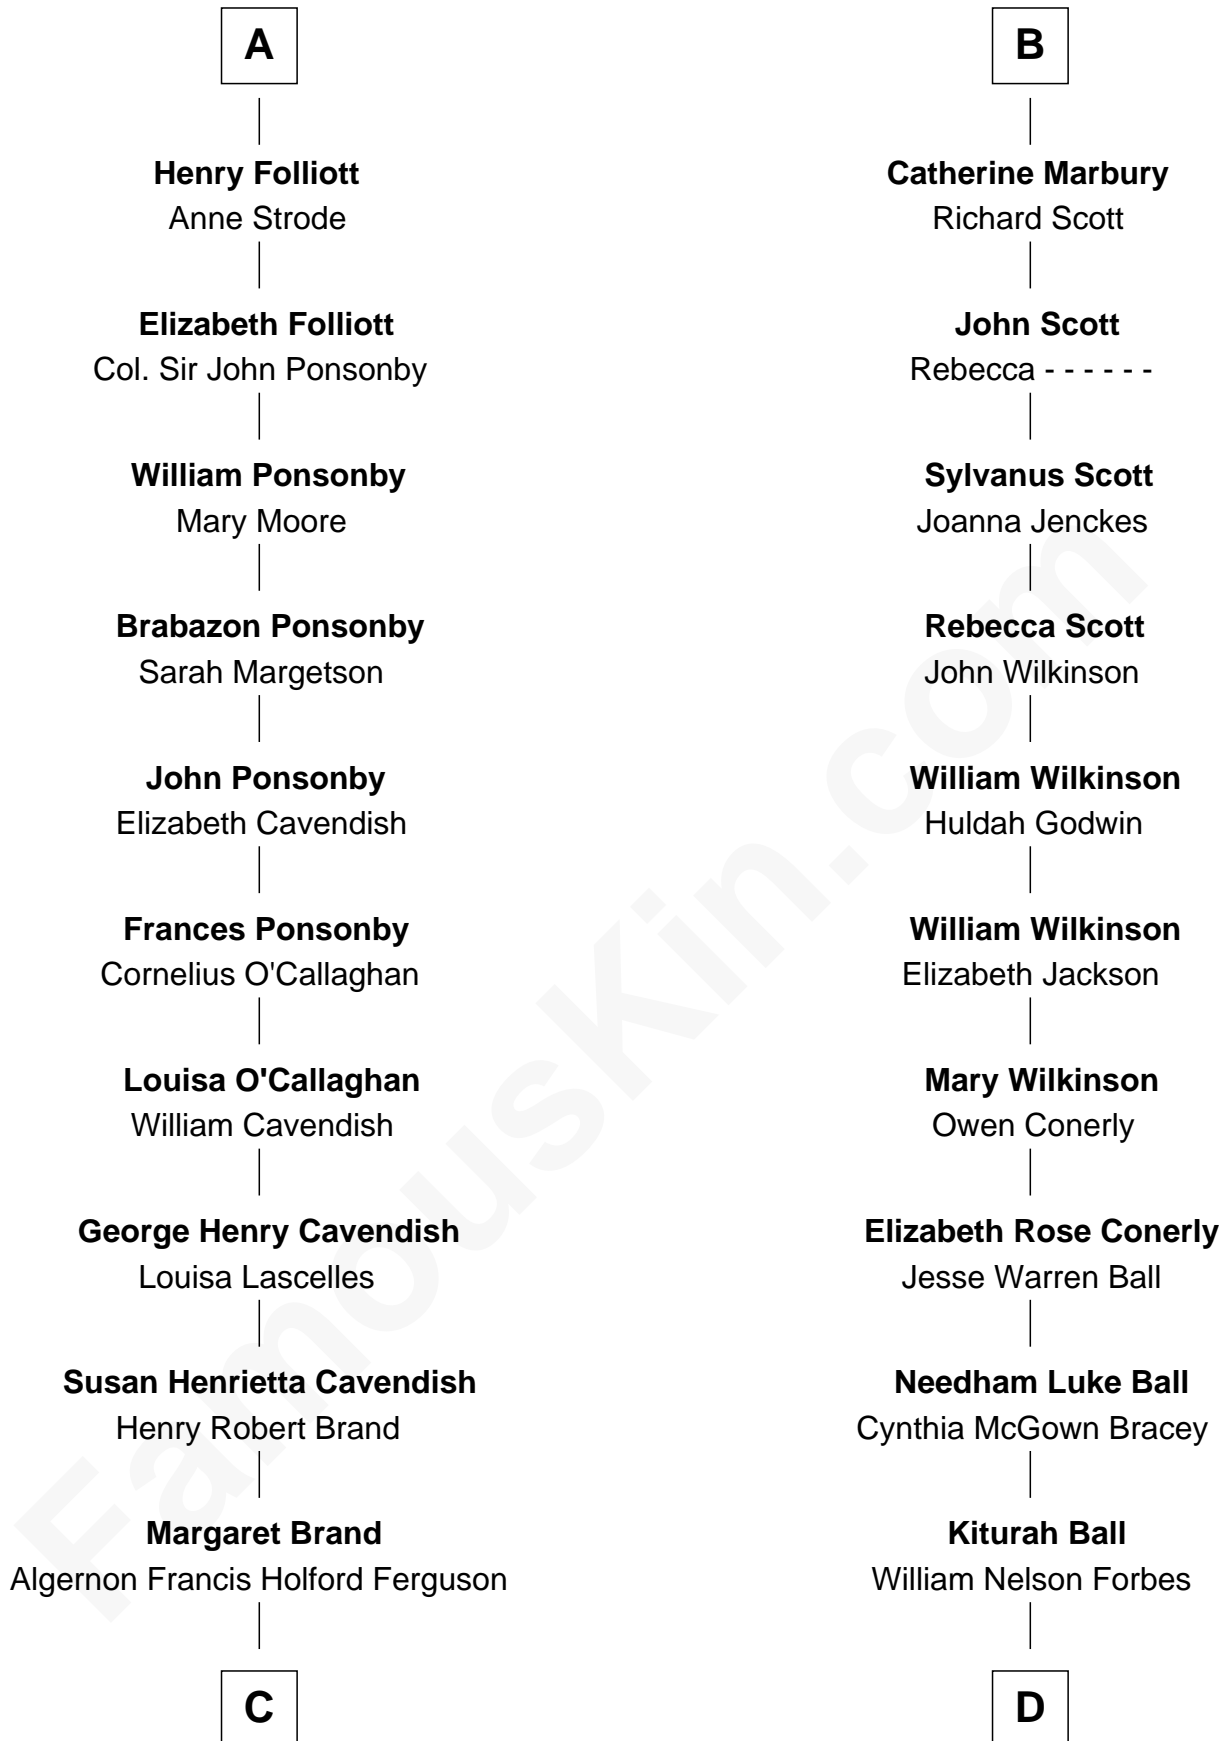 A
Henry Folliott
Anne Strode
Elizabeth Folliott
Col. Sir John Ponsonby
William Ponsonby
Mary Moore
Brabazon Ponsonby
Sarah Margetson
John Ponsonby
Elizabeth Cavendish
Frances Ponsonby
Cornelius O'Callaghan
Louisa O'Callaghan
William Cavendish
George Henry Cavendish
Louisa Lascelles
Susan Henrietta Cavendish
Henry Robert Brand
Margaret Brand
Algernon Francis Holford Ferguson
C
B
Catherine Marbury
Richard Scott
John Scott
Rebecca - - - - - -
Sylvanus Scott
Joanna Jenckes
Rebecca Scott
John Wilkinson
William Wilkinson
Huldah Godwin
William Wilkinson
Elizabeth Jackson
Mary Wilkinson
Owen Conerly
Elizabeth Rose Conerly
Jesse Warren Ball
Needham Luke Ball
Cynthia McGown Bracey
Kiturah Ball
William Nelson Forbes
D
FamousKin.com